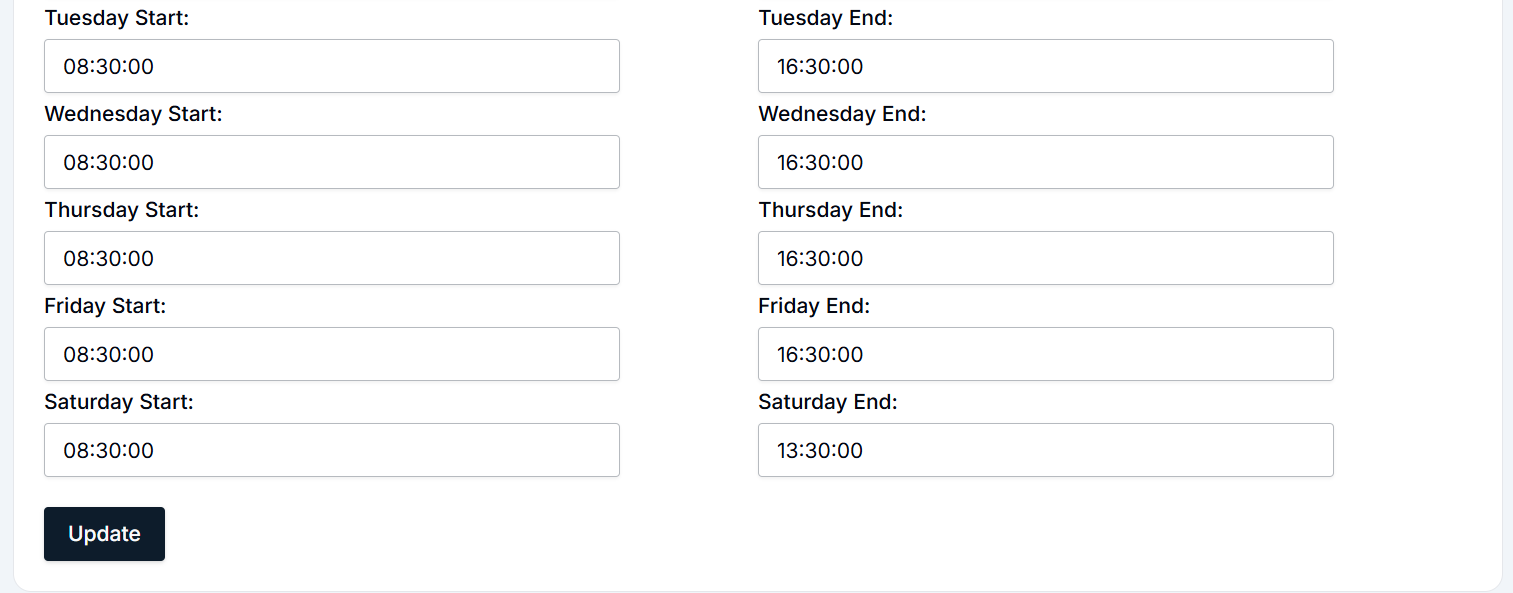 Tuesday Start: Tuesday End:
08:30:00 16:30:00
Wednesday Start: Wednesday End:
08:30:00 16:30:00
Thursday Start: Thursday End:
08:30:00 16:30:00
Friday Start: Friday End:
08:30:00 16:30:00
Saturday Start: Saturday End:
08:30:00 13:30:00
Update